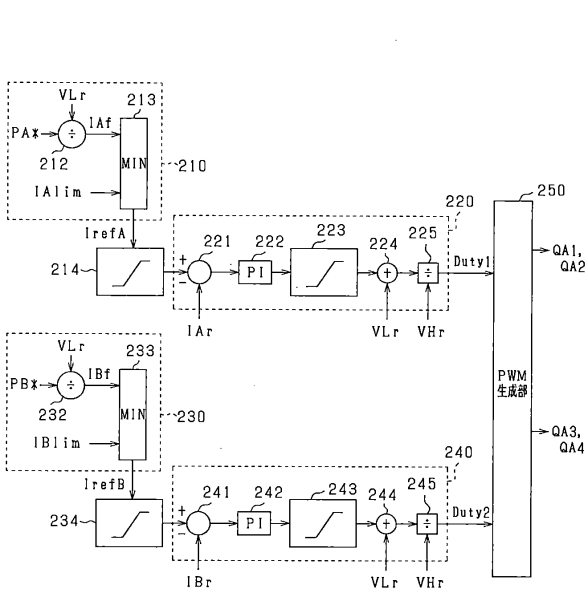 VLr
213
PA*
÷
IAf
212
MIN
210
IAlim
IrefA
214
220
221
222
223
224
225
+
−
PI
+
÷
Duty1
IAr
VLr
VHr
250
QA1,
QA2
PWM
生成部
QA3,
QA4
VLr
233
PB*
÷
IBf
232
MIN
230
IBlim
IrefB
234
240
241
242
243
244
245
+
−
PI
+
÷
Duty2
IBr
VLr
VHr